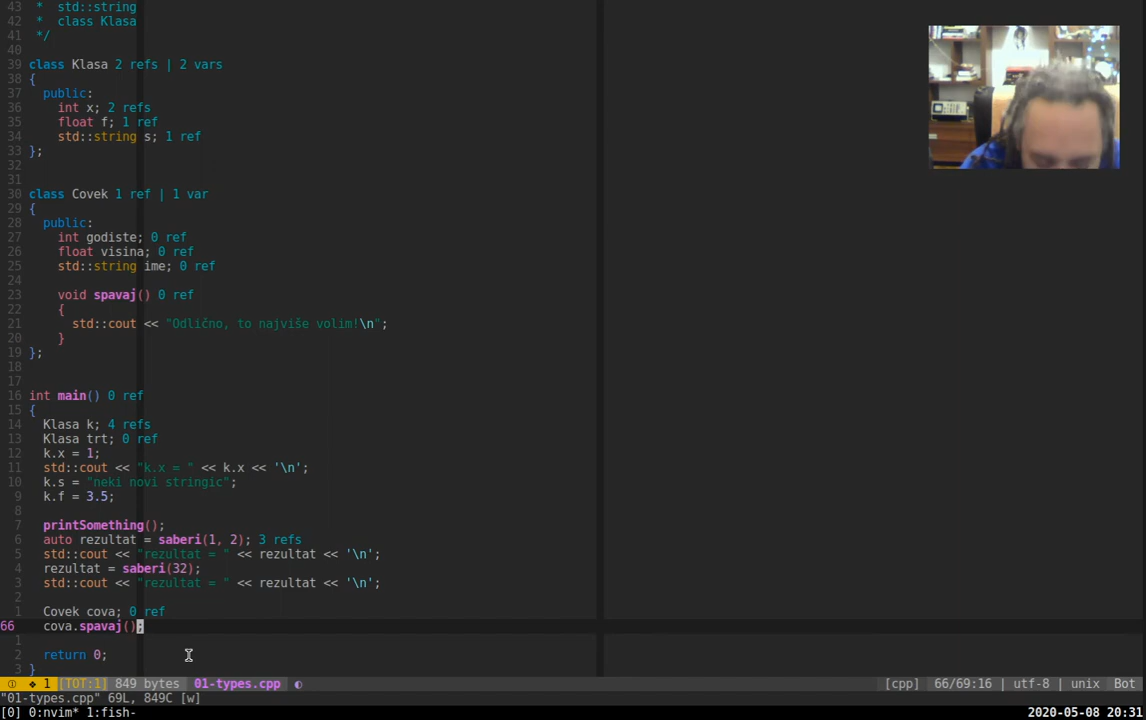 43 *  std::string
42 *  class Klasa
41 */
40
39 class Klasa 2 refs | 2 vars
38 {
37   public:
36     int x; 2 refs
35     float f; 1 ref
34     std::string s; 1 ref
33 };
32
31
30 class Covek 1 ref | 1 var
29 {
28   public:
27     int godiste; 0 ref
26     float visina; 0 ref
25     std::string ime; 0 ref
24
23     void spavaj() 0 ref
22     {
21       std::cout << "Odlično, to najviše volim!\n";
20     }
19 };
18
17
16 int main() 0 ref
15 {
14   Klasa k; 4 refs
13   Klasa trt; 0 ref
12   k.x = 1;
11   std::cout << "k.x = " << k.x << '\n';
10   k.s = "neki novi stringic";
9   k.f = 3.5;
8
7   printSomething();
6   auto rezultat = saberi(1, 2); 3 refs
5   std::cout << "rezultat = " << rezultat << '\n';
4   rezultat = saberi(32);
3   std::cout << "rezultat = " << rezultat << '\n';
2
1   Covek cova; 0 ref
66   cova.spavaj();
1
2   return 0;
3 }
① ❖ 1 [TOT:1] 849 bytes 01-types.cpp [cpp] 66/69:16 | utf-8 | unix Bot
"01-types.cpp" 69L, 849C [w]
[0] 0:nvim* 1:fish- 2020-05-08 20:31